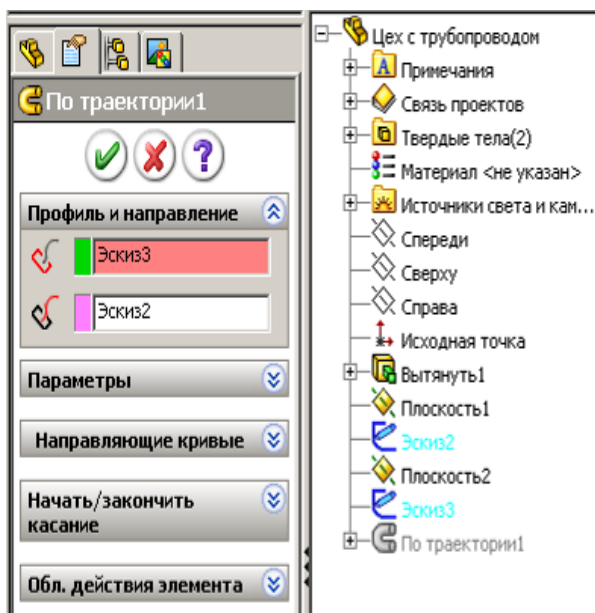 По траектории1
?
Профиль и направление
Эскиз3
Эскиз2
Параметры
Направляющие кривые
Начать/закончить
касание
Обл. действия элемента
Цех с трубопроводом
A Примечания
Связь проектов
Твердые тела(2)
Материал <не указан>
Источники света и кам...
Спереди
Сверху
Справа
Исходная точка
Вытянуть1
Плоскость1
Эскиз2
Плоскость2
Эскиз3
По траектории1